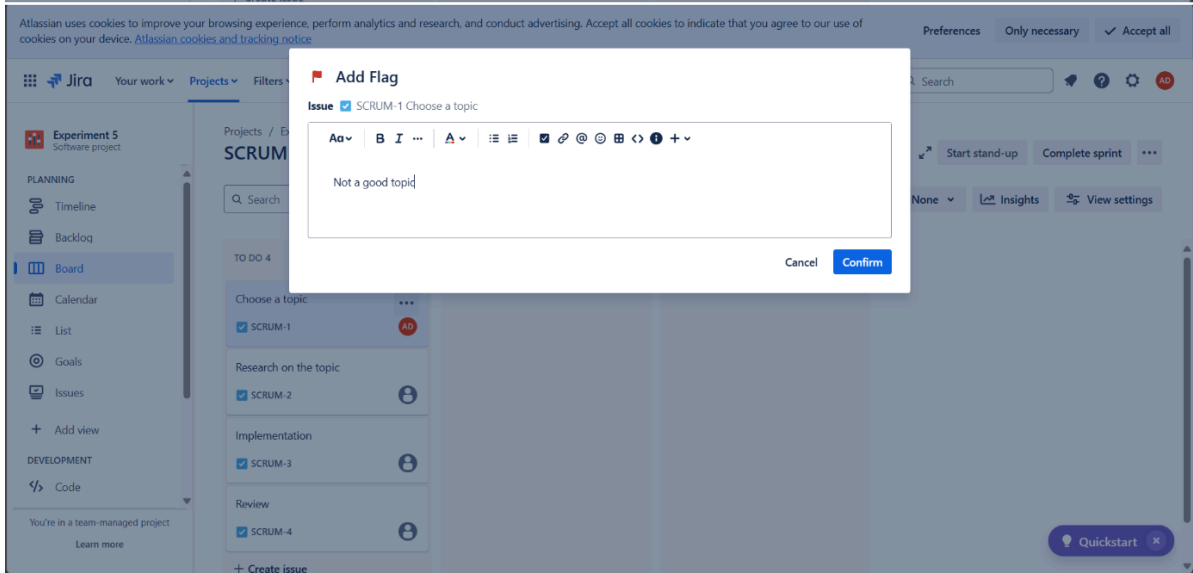 Atlassian uses cookies to improve your browsing experience, perform analytics and research, and conduct advertising. Accept all cookies to indicate that you agree to our use of
cookies on your device. Atlassian cookies and tracking notice
Preferences Only necessary Accept all
Jira Your work Projects Filters Search AD
Add Flag
Issue SCRUM-1 Choose a topic
Aa B I ... A
Not a good topic
Cancel Confirm
Experiment 5
Software project
PLANNING
Timeline
Backlog
Board
Calendar
List
Goals
Issues
+ Add view
DEVELOPMENT
</> Code
You're in a team-managed project
Learn more
Projects /
SCRUM
Start stand-up Complete sprint ...
Search
None Insights View settings
TO DO 4
Choose a topic ...
SCRUM-1 AD
Research on the topic
SCRUM-2
Implementation
SCRUM-3
Review
SCRUM-4
+ Create issue
Quickstart ×